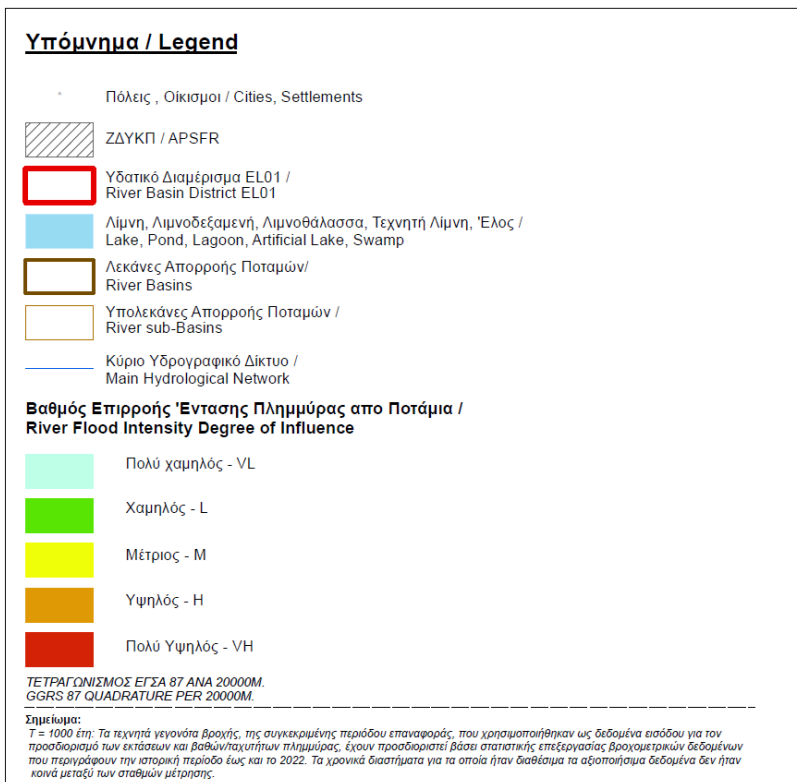 Υπόμνημα / Legend
Πόλεις , Οίκισμοι / Cities, Settlements
ΖΔΥΚΠ / APSFR
Υδατικό Διαμέρισμα EL01 /
River Basin District EL01
Λίμνη, Λιμνοδεξαμενή, Λιμνοθάλασσα, Τεχνητή Λίμνη, 'Ελος /
Lake, Pond, Lagoon, Artificial Lake, Swamp
Λεκάνες Απορροής Ποταμών/
River Basins
Υπολεκάνες Απορροής Ποταμών /
River sub-Basins
Κύριο Υδρογραφικό Δίκτυο /
Main Hydrological Network
Βαθμός Επιρροής 'Εντασης Πλημμύρας απο Ποτάμια /
River Flood Intensity Degree of Influence
Πολύ χαμηλός - VL
Χαμηλός - L
Μέτριος - M
Υψηλός - H
Πολύ Υψηλός - VH
ΤΕΤΡΑΓΩΝΙΣΜΟΣ ΕΓΣΑ 87 ΑΝΑ 20000Μ.
GGRS 87 QUADRATURE PER 20000M.
Σημείωμα:
T = 1000 έτη: Τα τεχνητά γεγονότα βροχής, της συγκεκριμένης περιόδου επαναφοράς, που χρησιμοποιήθηκαν ως δεδομένα εισόδου για τον
προσδιορισμό των εκτάσεων και βαθών/ταχυτήτων πλημμύρας, έχουν προσδιοριστεί βάσει στατιστικής επεξεργασίας βροχομετρικών δεδομένων
που περιγράφουν την ιστορική περίοδο έως και το 2022. Τα χρονικά διαστήματα για τα οποία ήταν διαθέσιμα τα αξιοποιήσιμα δεδομένα δεν ήταν
κοινά μεταξύ των σταθμών μέτρησης.